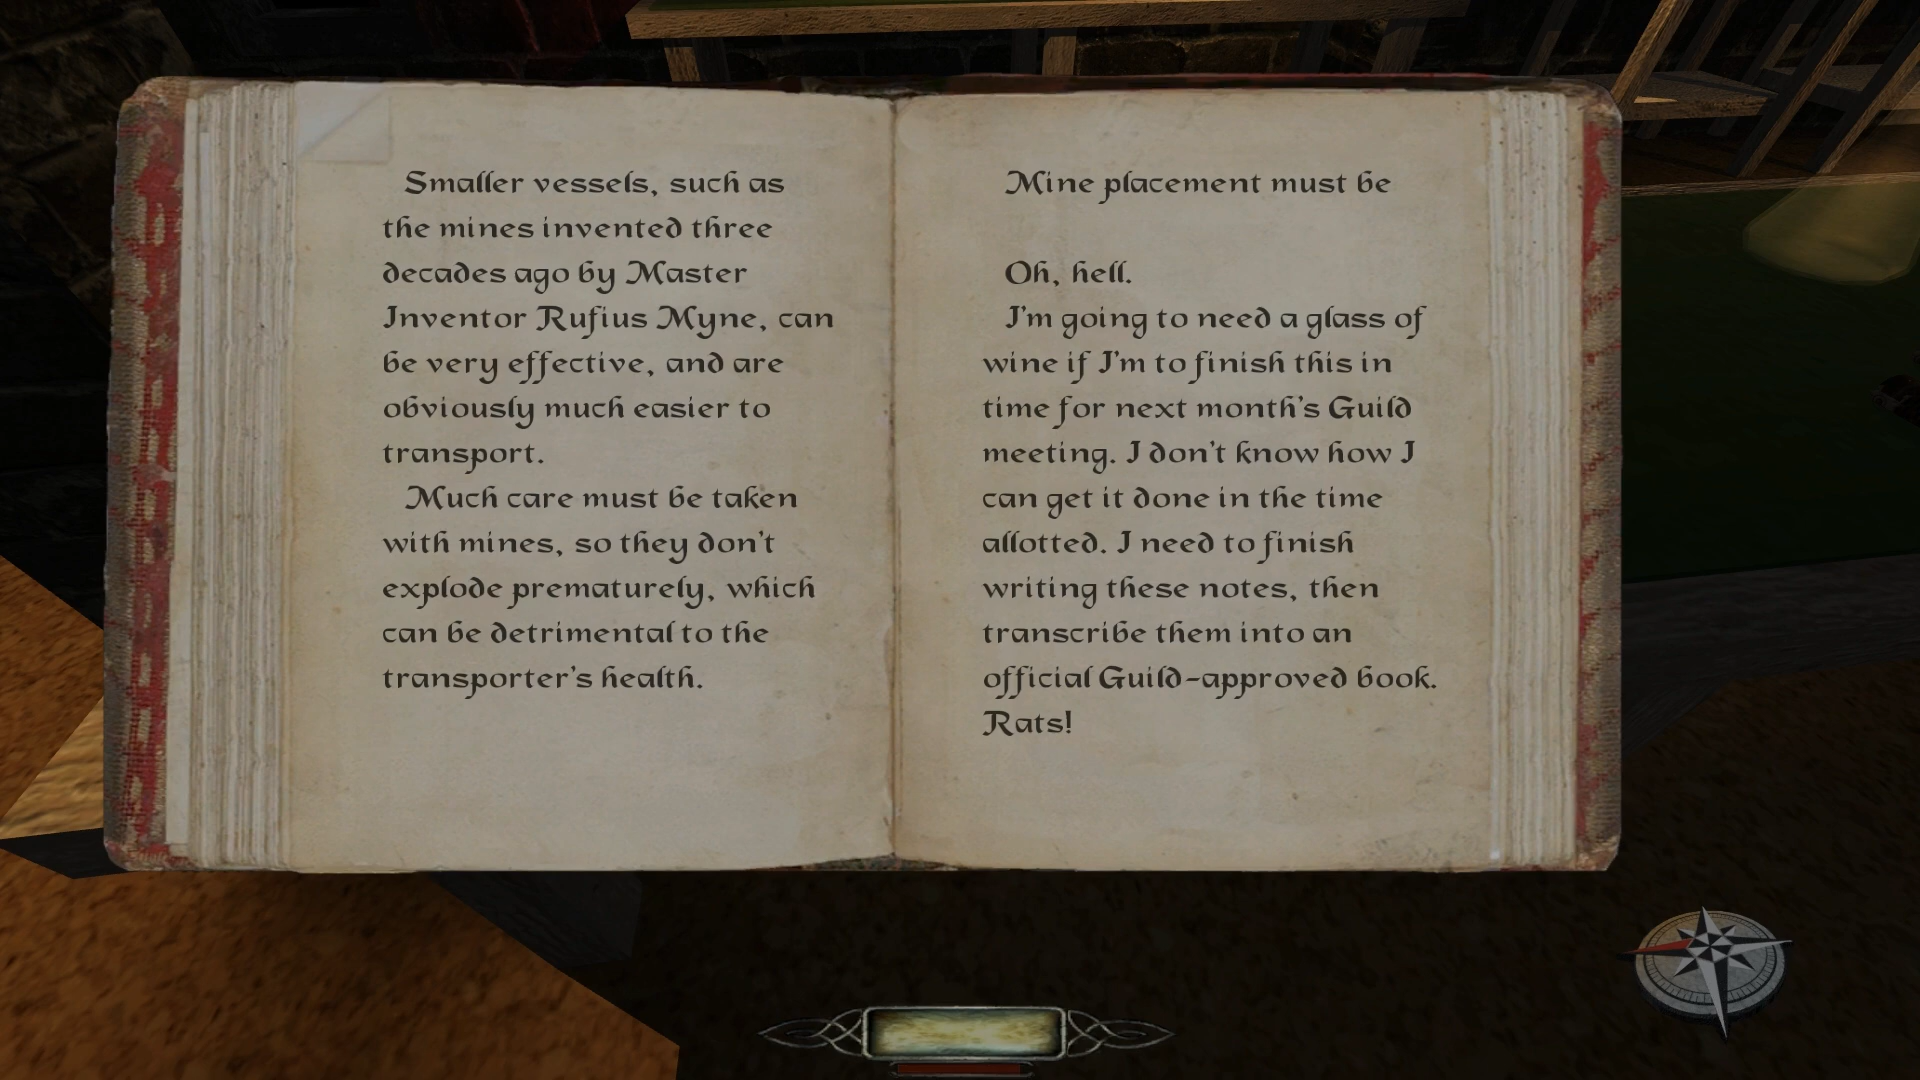 Smaller vessels, such as
the mines invented three
decades ago by Master
Inventor Rufius Myne, can
be very effective, and are
obviously much easier to
transport.
Much care must be taken
with mines, so they don't
explode prematurely, which
can be detrimental to the
transporter's health.
Mine placement must be
Oh, hell.
I'm going to need a glass of
wine if I'm to finish this in
time for next month's Guild
meeting. I don't know how I
can get it done in the time
allotted. I need to finish
writing these notes, then
transcribe them into an
official Guild-approved book.
Rats!